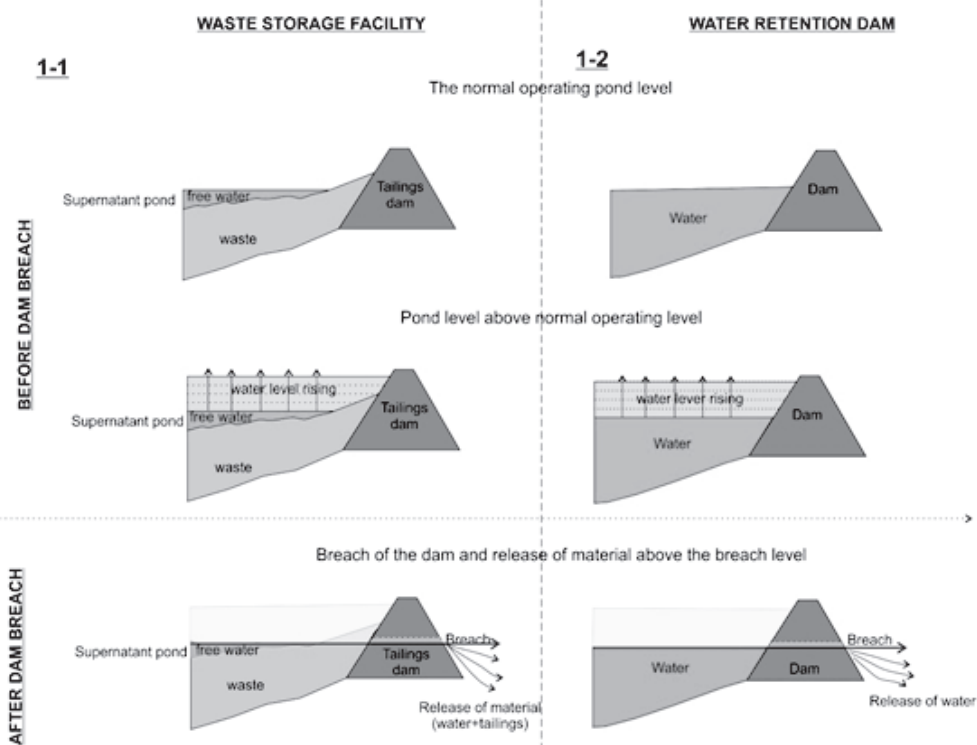 WASTE STORAGE FACILITY
WATER RETENTION DAM
1-1
1-2
The normal operating pond level
BEFORE DAM BREACH
Supernatant pond
free water
waste
Tailings
dam
Water
Dam
Pond level above normal operating level
water level rising
Supernatant pond
free water
waste
Tailings
dam
water lever rising
Water
Dam
AFTER DAM BREACH
Breach of the dam and release of material above the breach level
Supernatant pond
free water
waste
Tailings
dam
Breach
Release of material
(water+tailings)
Water
Dam
Breach
Release of water